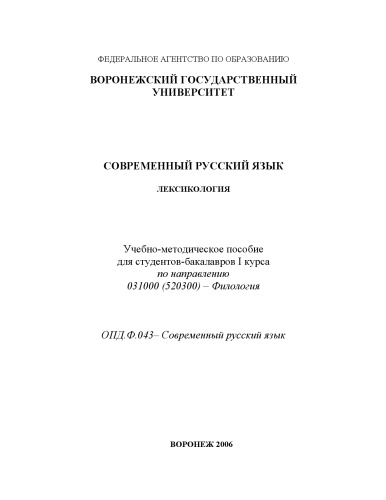 ФЕДЕРАЛЬНОЕ АГЕНТСТВО ПО ОБРАЗОВАНИЮ
ВОРОНЕЖСКИЙ ГОСУДАРСТВЕННЫЙ
УНИВЕРСИТЕТ
СОВРЕМЕННЫЙ РУССКИЙ ЯЗЫК
ЛЕКСИКОЛОГИЯ
Учебно-методическое пособие
для студентов-бакалавров I курса
по направлению
031000 (520300) – Филология
ОПД.Ф.043– Современный русский язык
ВОРОНЕЖ 2006